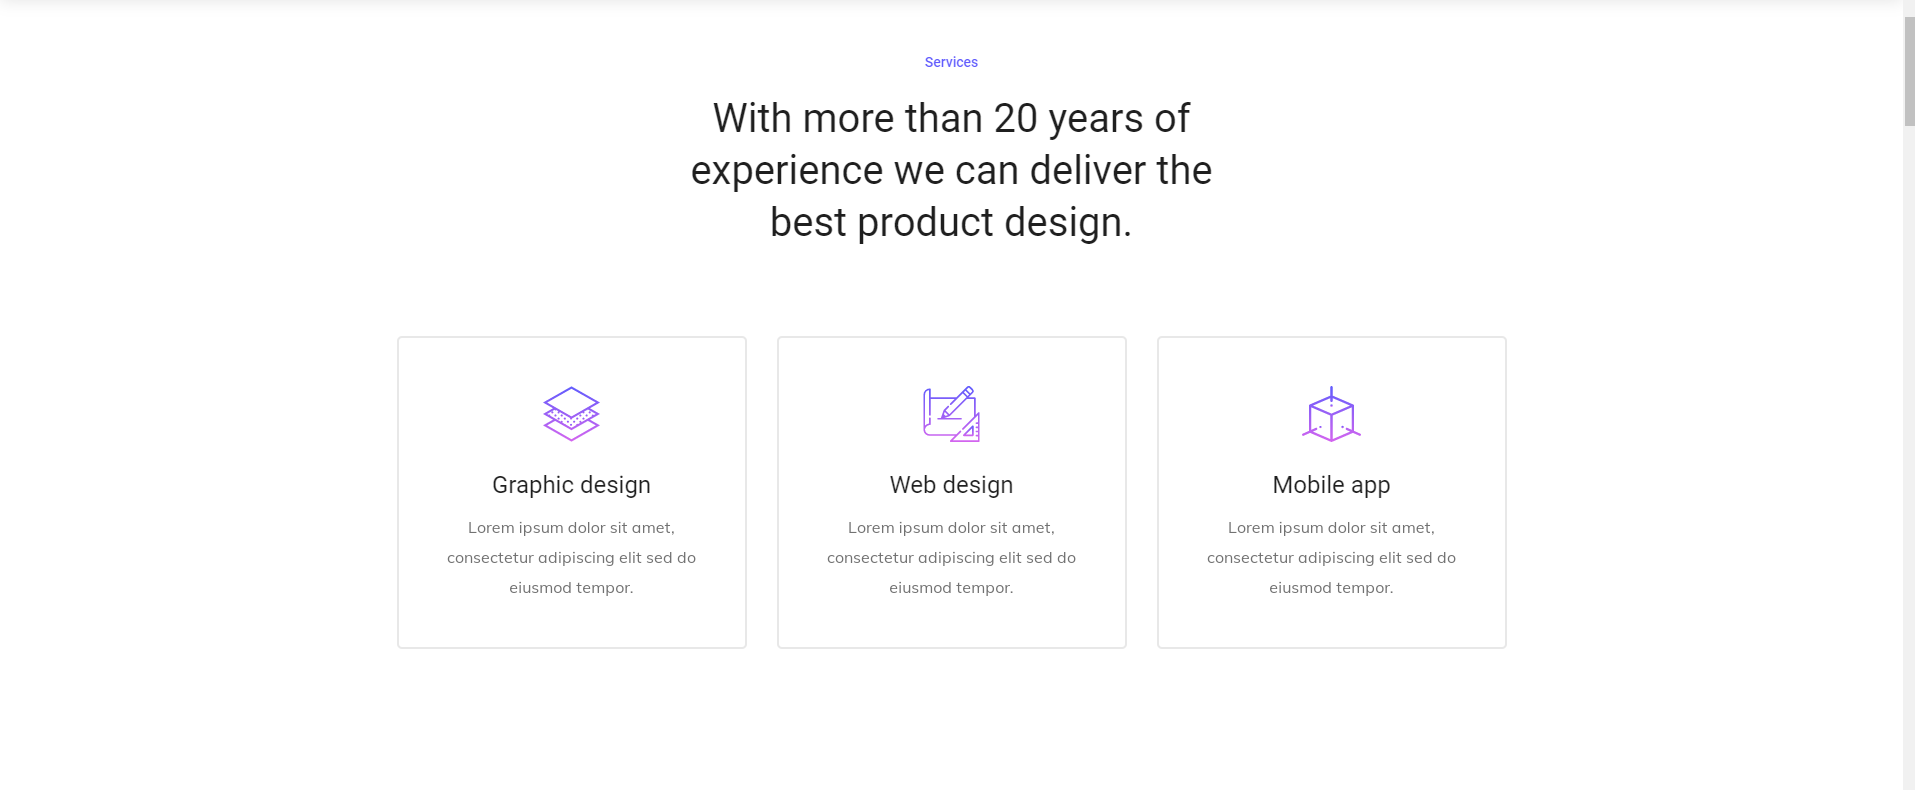 Services
With more than 20 years of
experience we can deliver the
best product design.
Graphic design
Lorem ipsum dolor sit amet,
consectetur adipiscing elit sed do
eiusmod tempor.
Web design
Lorem ipsum dolor sit amet,
consectetur adipiscing elit sed do
eiusmod tempor.
Mobile app
Lorem ipsum dolor sit amet,
consectetur adipiscing elit sed do
eiusmod tempor.